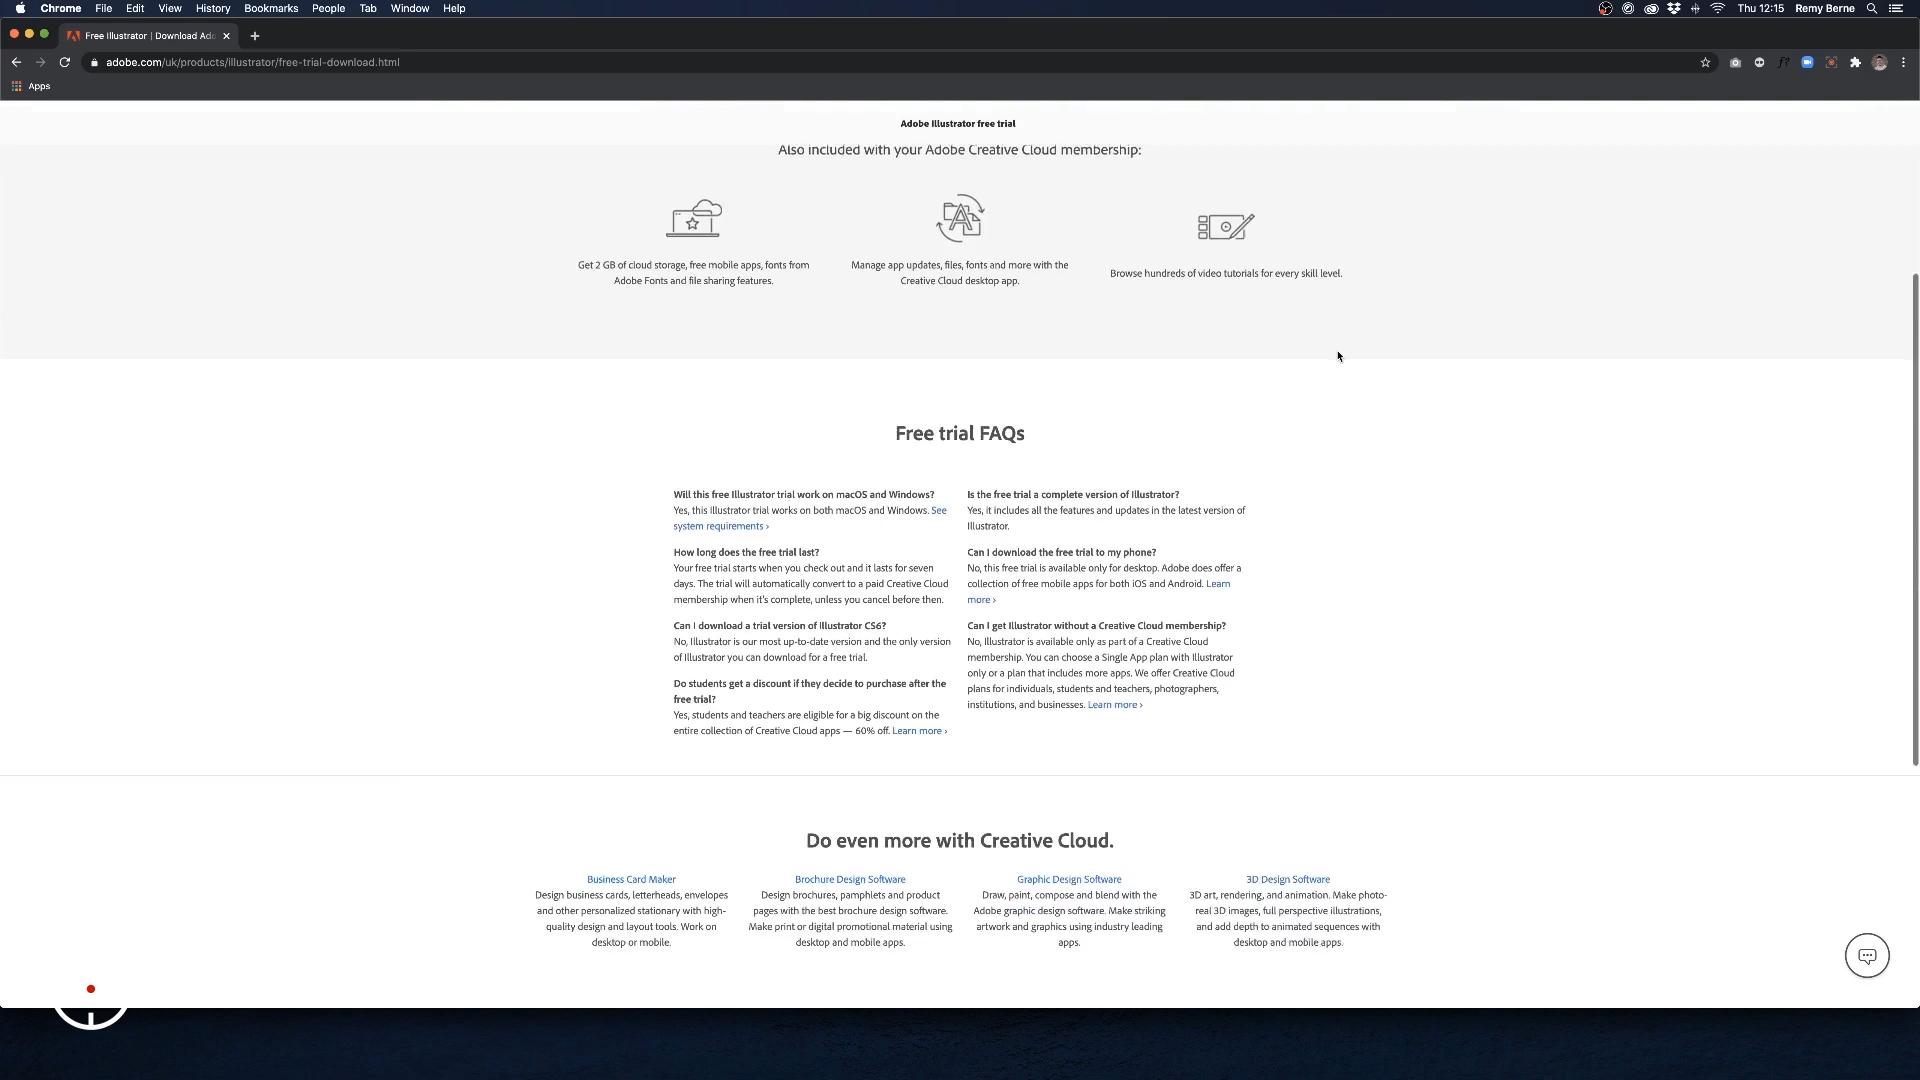 Chrome File Edit View History Bookmarks People Tab Window Help
Thu 12:15 Remy Berne
Free Illustrator | Download Ado
adobe.com/uk/products/illustrator/free-trial-download.html
f?
Apps
Adobe Illustrator free trial
Also included with your Adobe Creative Cloud membership:
Get 2 GB of cloud storage, free mobile apps, fonts from
Adobe Fonts and file sharing features.
Manage app updates, files, fonts and more with the
Creative Cloud desktop app.
Browse hundreds of video tutorials for every skill level.
Free trial FAQs
Will this free Illustrator trial work on macOS and Windows?
Yes, this Illustrator trial works on both macOS and Windows. See
system requirements ›
How long does the free trial last?
Your free trial starts when you check out and it lasts for seven
days. The trial will automatically convert to a paid Creative Cloud
membership when it's complete, unless you cancel before then.
Can I download a trial version of Illustrator CS6?
No, Illustrator is our most up-to-date version and the only version
of Illustrator you can download for a free trial.
Do students get a discount if they decide to purchase after the
free trial?
Yes, students and teachers are eligible for a big discount on the
entire collection of Creative Cloud apps — 60% off. Learn more ›
Is the free trial a complete version of Illustrator?
Yes, it includes all the features and updates in the latest version of
Illustrator.
Can I download the free trial to my phone?
No, this free trial is available only for desktop. Adobe does offer a
collection of free mobile apps for both iOS and Android. Learn
more ›
Can I get Illustrator without a Creative Cloud membership?
No, Illustrator is available only as part of a Creative Cloud
membership. You can choose a Single App plan with Illustrator
only or a plan that includes more apps. We offer Creative Cloud
plans for individuals, students and teachers, photographers,
institutions, and businesses. Learn more ›
Do even more with Creative Cloud.
Business Card Maker
Design business cards, letterheads, envelopes
and other personalized stationary with high-
quality design and layout tools. Work on
desktop or mobile.
Brochure Design Software
Design brochures, pamphlets and product
pages with the best brochure design software.
Make print or digital promotional material using
desktop and mobile apps.
Graphic Design Software
Draw, paint, compose and blend with the
Adobe graphic design software. Make striking
artwork and graphics using industry leading
apps.
3D Design Software
3D art, rendering, and animation. Make photo-
real 3D images, full perspective illustrations,
and add depth to animated sequences with
desktop and mobile apps.